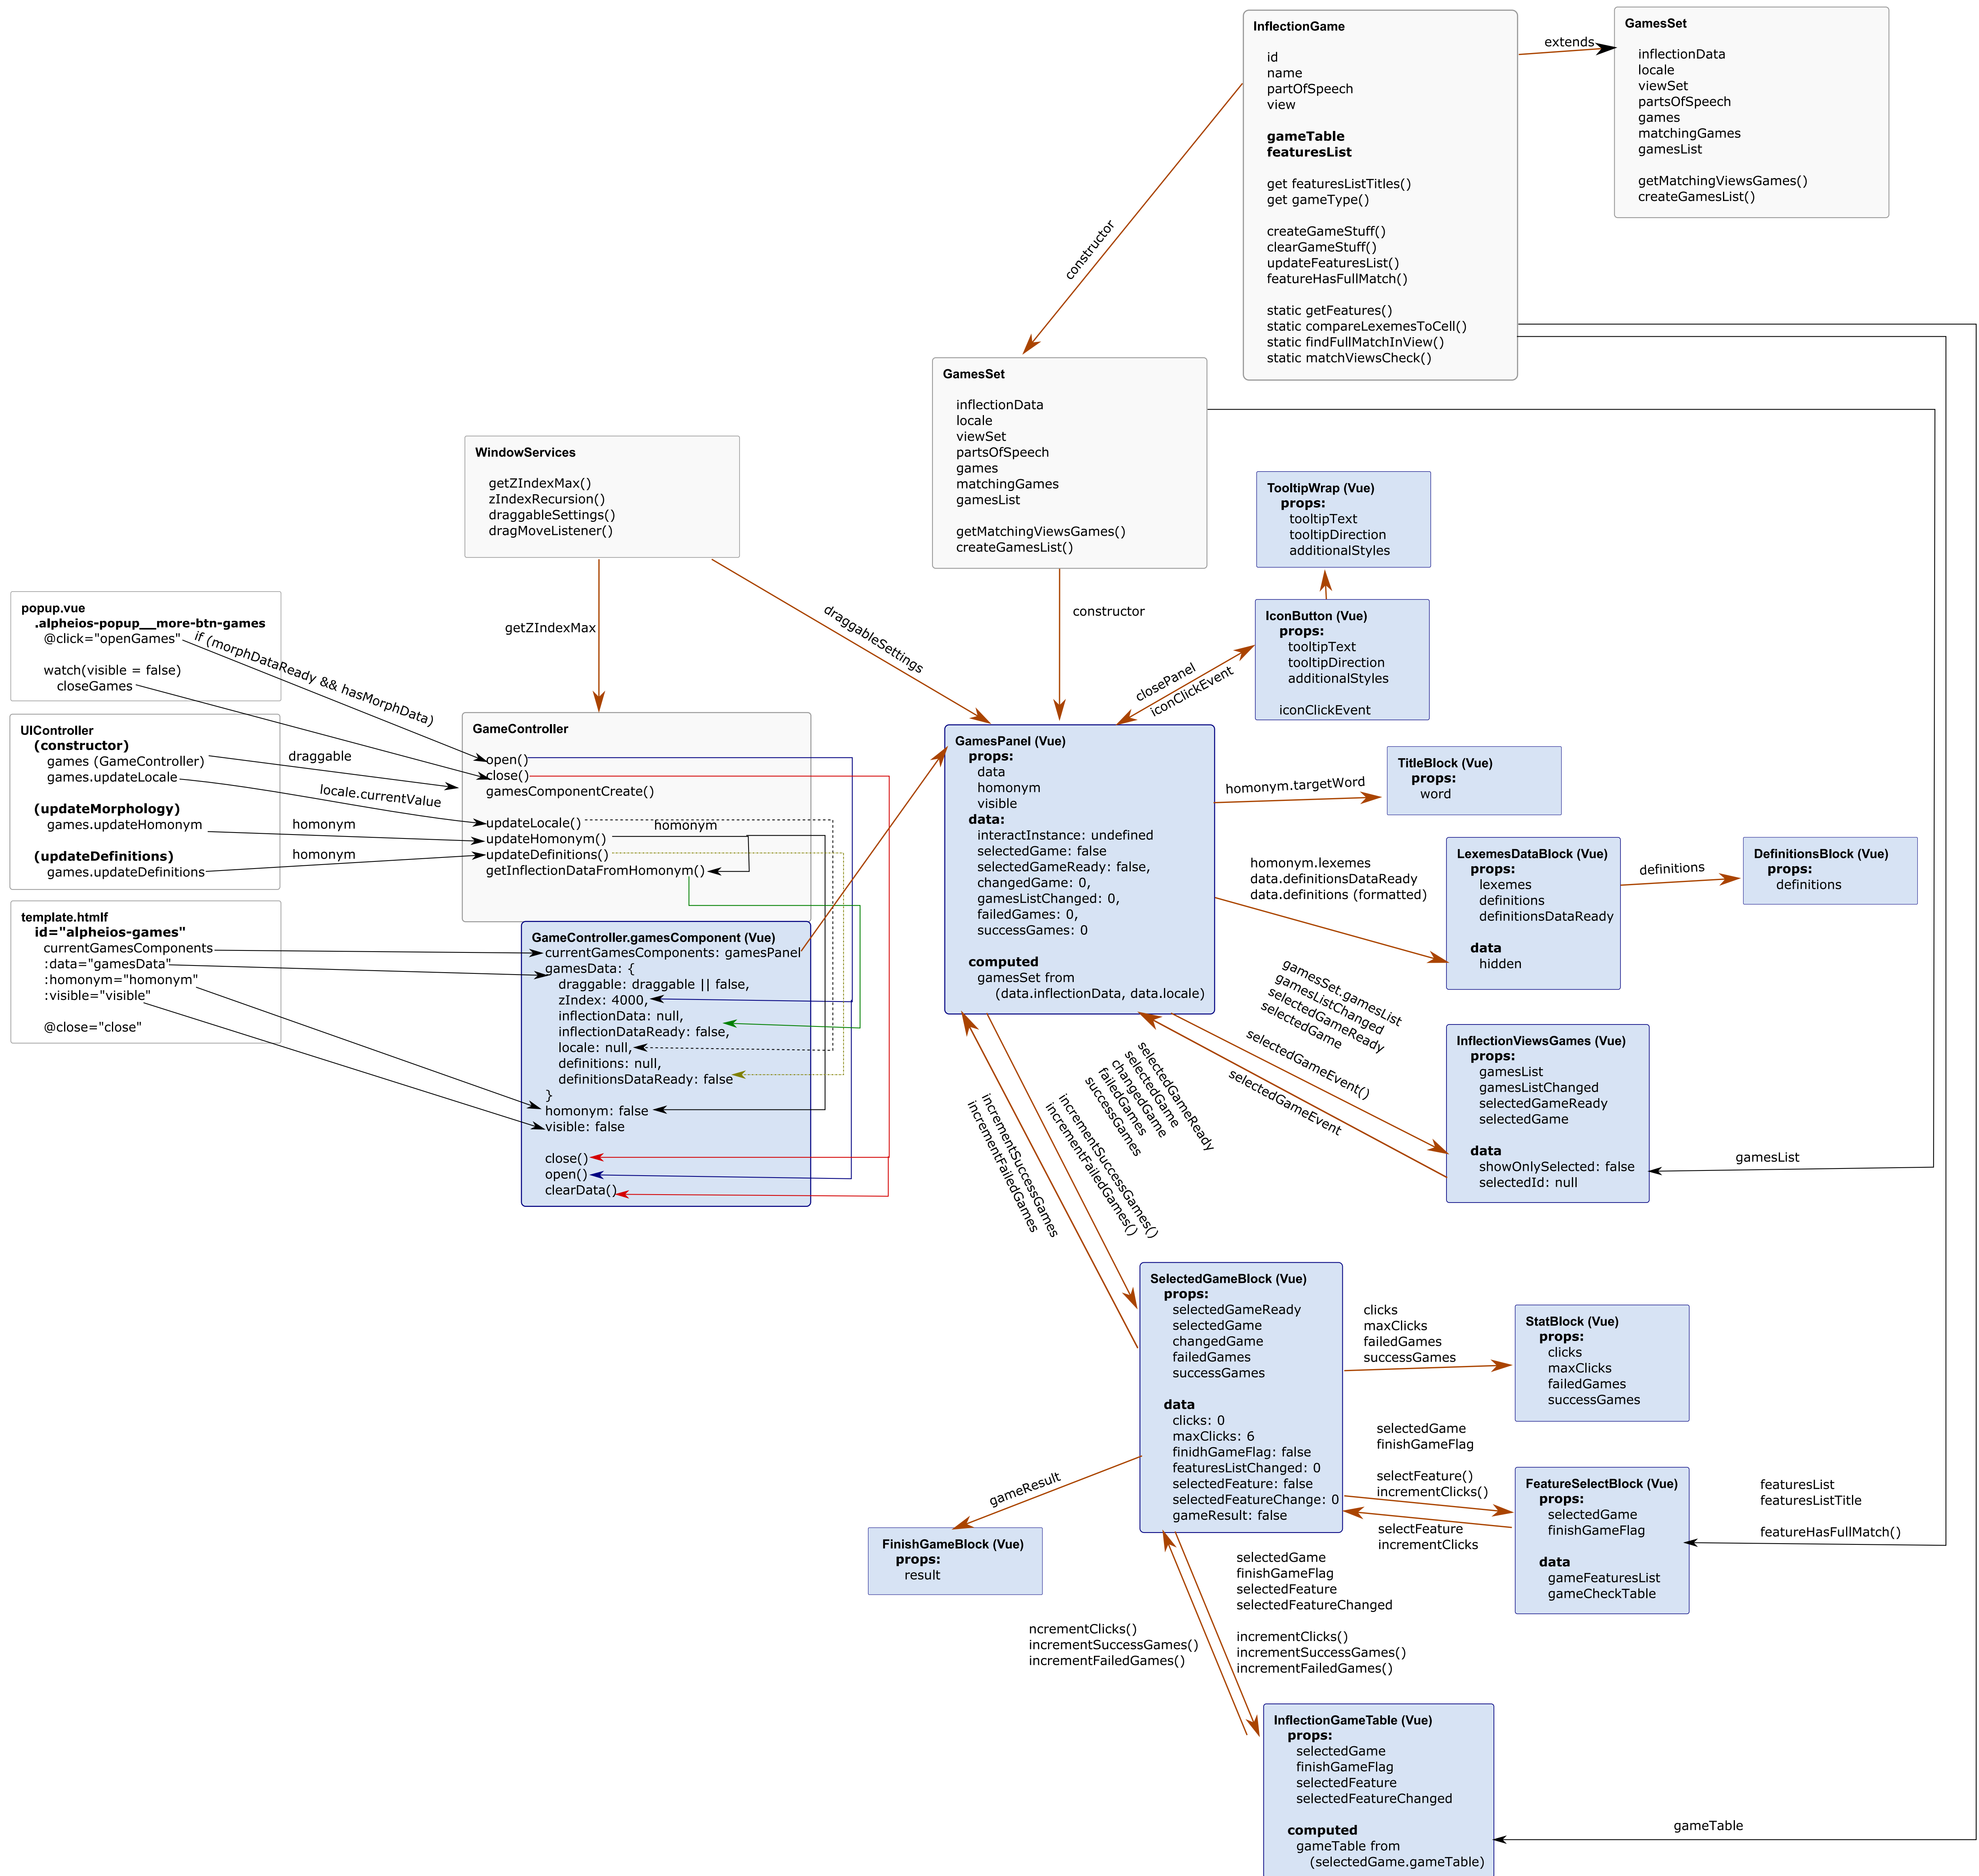 InflectionGame
id
name
partOfSpeech
view
gameTable
featuresList
get featuresListTitles()
get gameType()
createGameStuff()
clearGameStuff()
updateFeaturesList()
featureHasFullMatch()
static getFeatures()
static compareLexemesToCell()
static findFullMatchInView()
static matchViewsCheck()
extends
GamesSet
inflectionData
locale
viewSet
partsOfSpeech
games
matchingGames
gamesList
getMatchingViewsGames()
createGamesList()
constructor
GamesSet
inflectionData
locale
viewSet
partsOfSpeech
games
matchingGames
gamesList
getMatchingViewsGames()
createGamesList()
WindowServices
getZIndexMax()
zIndexRecursion()
draggableSettings()
dragMoveListener()
TooltipWrap (Vue)
props:
tooltipText
tooltipDirection
additionalStyles
IconButton (Vue)
props:
tooltipText
tooltipDirection
additionalStyles
iconClickEvent
getZIndexMax
draggableSettings
constructor
closePanel
iconClickEvent
popup.vue
.alpheios-popup__more-btn-games
@click="openGames"
watch(visible = false)
closeGames
if (morphDataReady && hasMorphData)
UIController
(constructor)
games (GameController)
games.updateLocale
(updateMorphology)
games.updateHomonym
(updateDefinitions)
games.updateDefinitions
draggable
locale.currentValue
homonym
homonym
template.htmlf
id="alpheios-games"
currentGamesComponents
:data="gamesData"
:homonym="homonym"
:visible="visible"
@close="close"
GameController
open()
close()
gamesComponentCreate()
updateLocale()
updateHomonym()
updateDefinitions()
getInflectionDataFromHomonym()
homonym
GameController.gamesComponent (Vue)
currentGamesComponents: gamesPanel
gamesData: {
draggable: draggable || false,
zIndex: 4000,
inflectionData: null,
inflectionDataReady: false,
locale: null,
definitions: null,
definitionsDataReady: false
}
homonym: false
visible: false
close()
open()
clearData()
GamesPanel (Vue)
props:
data
homonym
visible
data:
interactInstance: undefined
selectedGame: false
selectedGameReady: false,
changedGame: 0,
gamesListChanged: 0,
failedGames: 0,
successGames: 0
computed
gamesSet from
(data.inflectionData, data.locale)
homonym.targetWord
TitleBlock (Vue)
props:
word
homonym.lexemes
data.definitionsDataReady
data.definitions (formatted)
LexemesDataBlock (Vue)
props:
lexemes
definitions
definitionsDataReady
data
hidden
definitions
DefinitionsBlock (Vue)
props:
definitions
gamesSet.gamesList
gamesListChanged
selectedGameReady
selectedGame
selectedGameEvent()
selectedGameEvent
InflectionViewsGames (Vue)
props:
gamesList
gamesListChanged
selectedGameReady
selectedGame
data
showOnlySelected: false
selectedId: null
gamesList
selectedGameReady
selectedGame
changedGame
failedGames
successGames
incrementSuccessGames()
incrementFailedGames()
incrementSuccessGames
incrementFailedGames
SelectedGameBlock (Vue)
props:
selectedGameReady
selectedGame
changedGame
failedGames
successGames
data
clicks: 0
maxClicks: 6
finidhGameFlag: false
featuresListChanged: 0
selectedFeature: false
selectedFeatureChange: 0
gameResult: false
clicks
maxClicks
failedGames
successGames
StatBlock (Vue)
props:
clicks
maxClicks
failedGames
successGames
selectedGame
finishGameFlag
selectFeature()
incrementClicks()
selectFeature
incrementClicks
FeatureSelectBlock (Vue)
props:
selectedGame
finishGameFlag
data
gameFeaturesList
gameCheckTable
featuresList
featuresListTitle
featureHasFullMatch()
gameResult
FinishGameBlock (Vue)
props:
result
selectedGame
finishGameFlag
selectedFeature
selectedFeatureChanged
incrementClicks()
incrementSuccessGames()
incrementFailedGames()
ncrementClicks()
incrementSuccessGames()
incrementFailedGames()
InflectionGameTable (Vue)
props:
selectedGame
finishGameFlag
selectedFeature
selectedFeatureChanged
computed
gameTable from
(selectedGame.gameTable)
gameTable